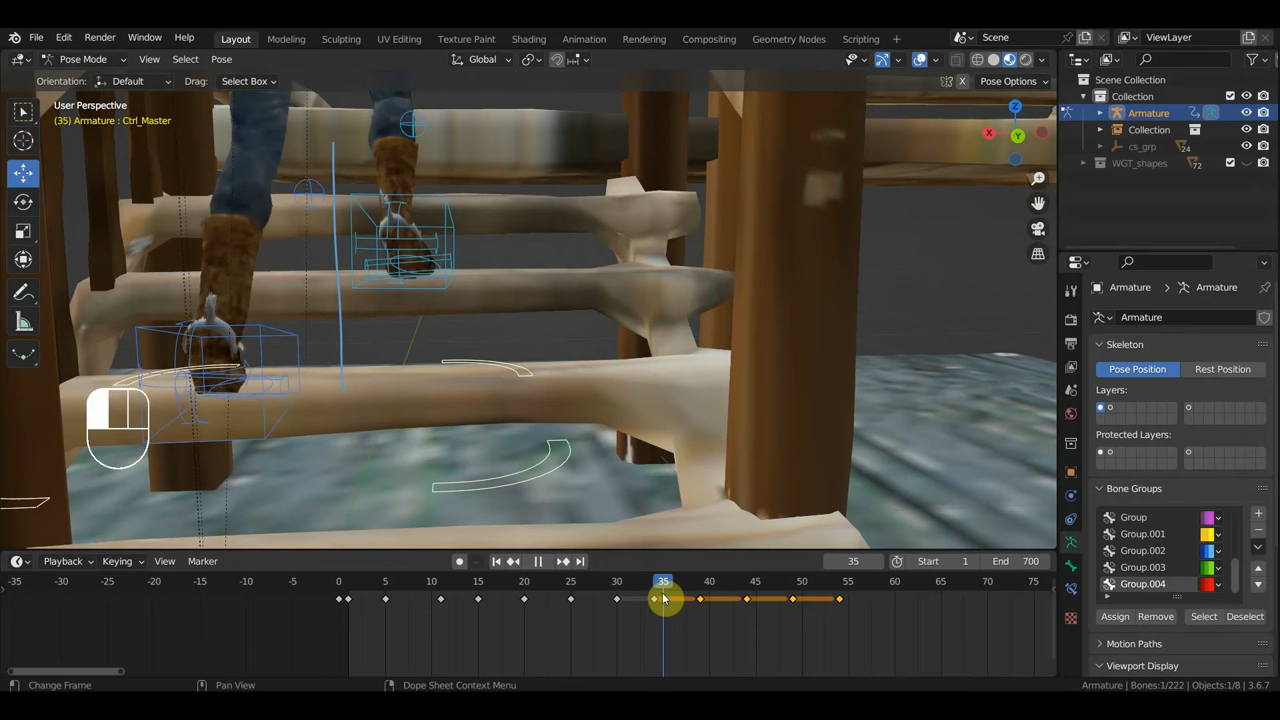 File Edit Render Window Help Layout Modeling Sculpting UV Editing Texture Paint Shading Animation Rendering Compositing Geometry Nodes Scripting + Scene ViewLayer
Pose Mode View Select Pose Global
Orientation: Default Drag: Select Box X Pose Options
User Perspective
(35) Armature : Ctrl_Master
Z
X
Y
Scene Collection
Collection
Armature
Collection
cs_grp 24
WGT_shapes 72
Armature Armature
Armature
Skeleton
Pose Position Rest Position
Layers:
Protected Layers:
Bone Groups
Group
Group.001
Group.002
Group.003
Group.004
Assign Remove Select Deselect
Motion Paths
Viewport Display
Playback Keying View Marker 35 Start 1 End 700
-35 -30 -25 -20 -15 -10 -5 0 5 10 15 20 25 30 35 40 45 50 55 60 65 70 75
Change Frame Pan View Dope Sheet Context Menu Armature | Bones:1/222 | Objects:1/8 | 3.6.7